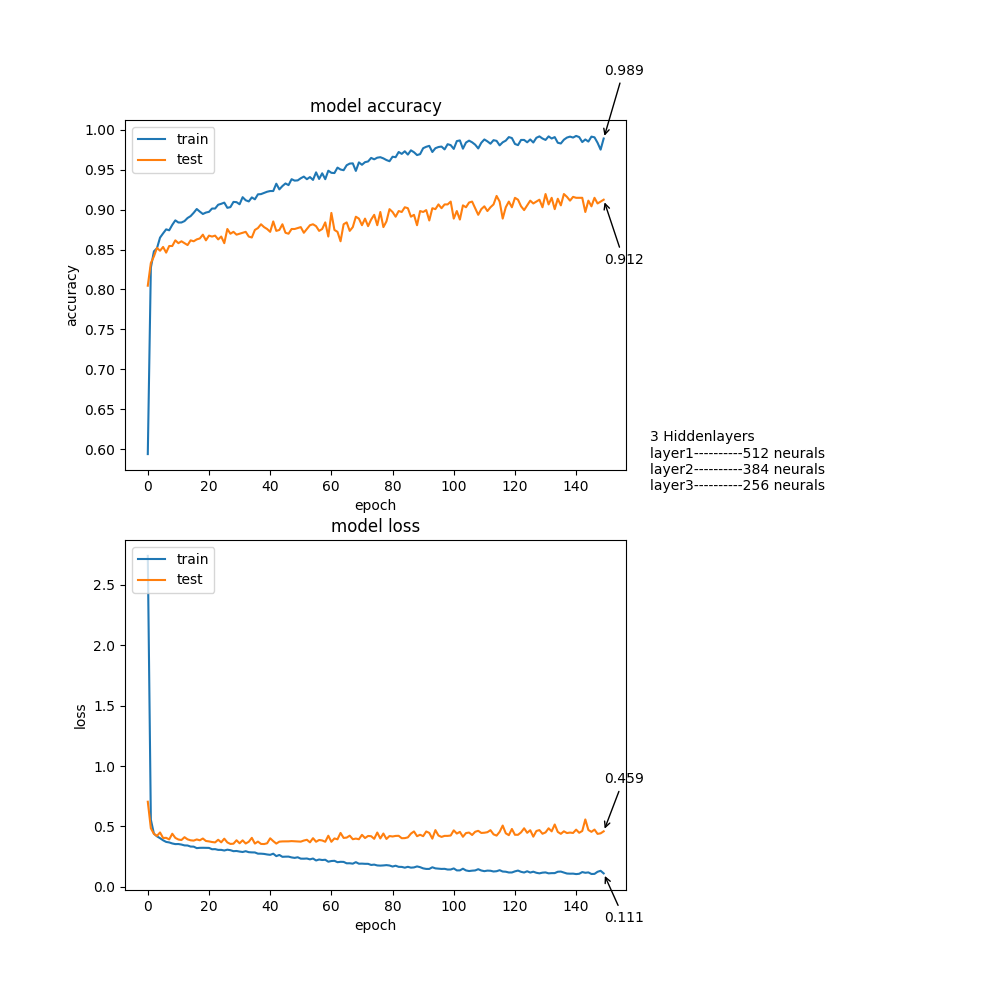 0.989
model accuracy
train
test
1.00
0.95
0.90
0.85
0.80
0.75
0.70
0.65
0.60
accuracy
0.912
0 20 40 60 80 100 120 140
epoch
3 Hiddenlayers
layer1----------512 neurals
layer2----------384 neurals
layer3----------256 neurals
model loss
train
test
2.5
2.0
1.5
1.0
0.5
0.0
loss
0.459
0 20 40 60 80 100 120 140
epoch
0.111